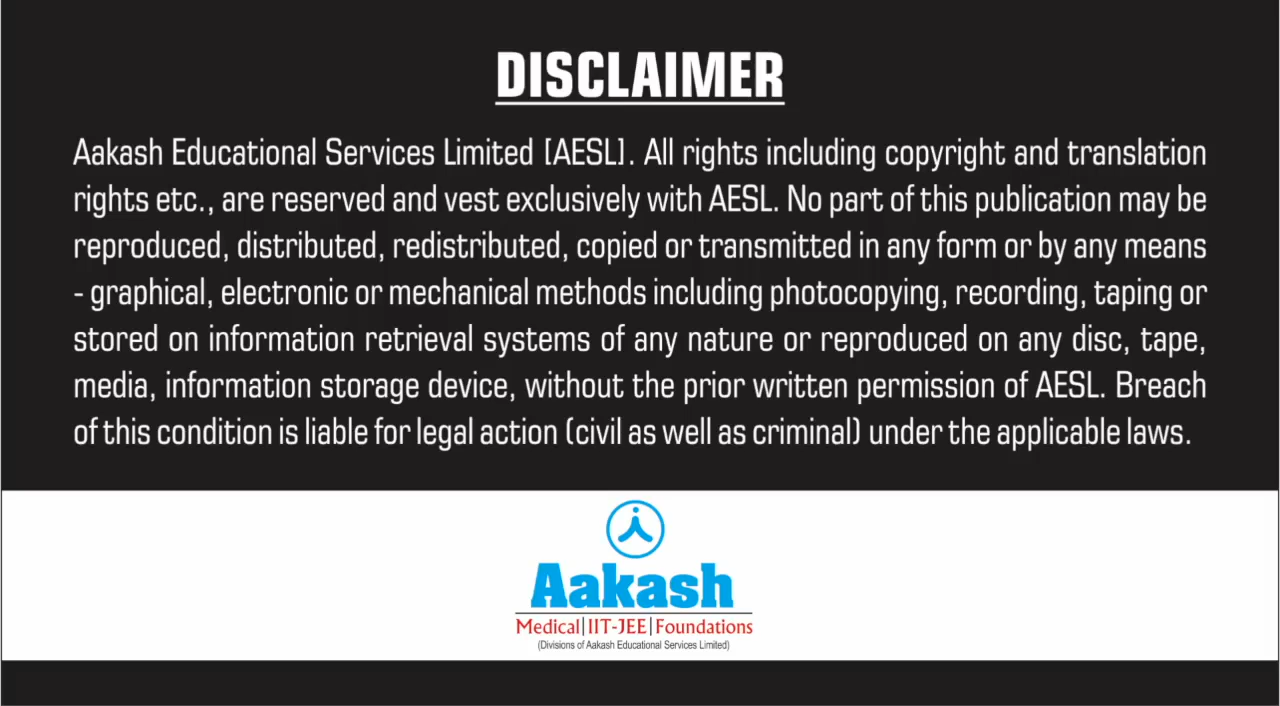 DISCLAIMER
Aakash Educational Services Limited [AESL]. All rights including copyright and translation
rights etc., are reserved and vest exclusively with AESL. No part of this publication may be
reproduced, distributed, redistributed, copied or transmitted in any form or by any means
- graphical, electronic or mechanical methods including photocopying, recording, taping or
stored on information retrieval systems of any nature or reproduced on any disc, tape,
media, information storage device, without the prior written permission of AESL. Breach
of this condition is liable for legal action (civil as well as criminal) under the applicable laws.
Aakash
Medical|IIT-JEE|Foundations
(Divisions of Aakash Educational Services Limited)